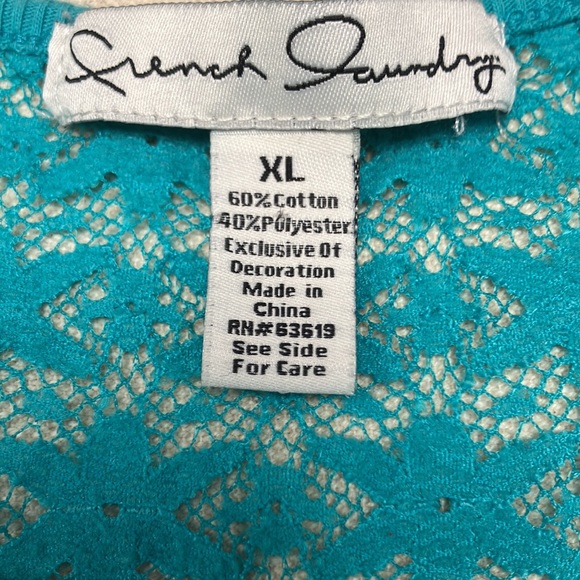 French Laundry
XL
60%Cotton
40%Polyester
Exclusive Of
Decoration
Made in
China
RN#63619
See Side
For Care